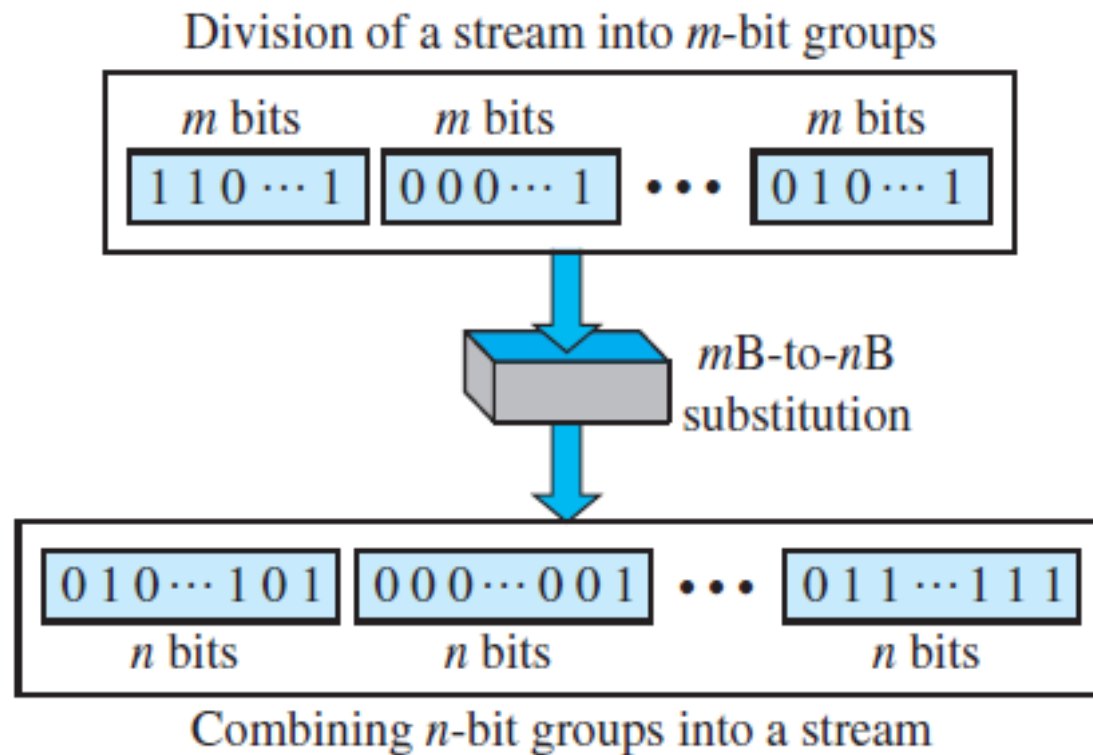 Division of a stream into m-bit groups
m bits m bits m bits
1 1 0 ⋯ 1 0 0 0 ⋯ 1 ••• 0 1 0 ⋯ 1
mB-to-nB
substitution
0 1 0 ⋯ 1 0 1 0 0 0 ⋯ 0 0 1 ••• 0 1 1 ⋯ 1 1 1
n bits n bits n bits
Combining n-bit groups into a stream